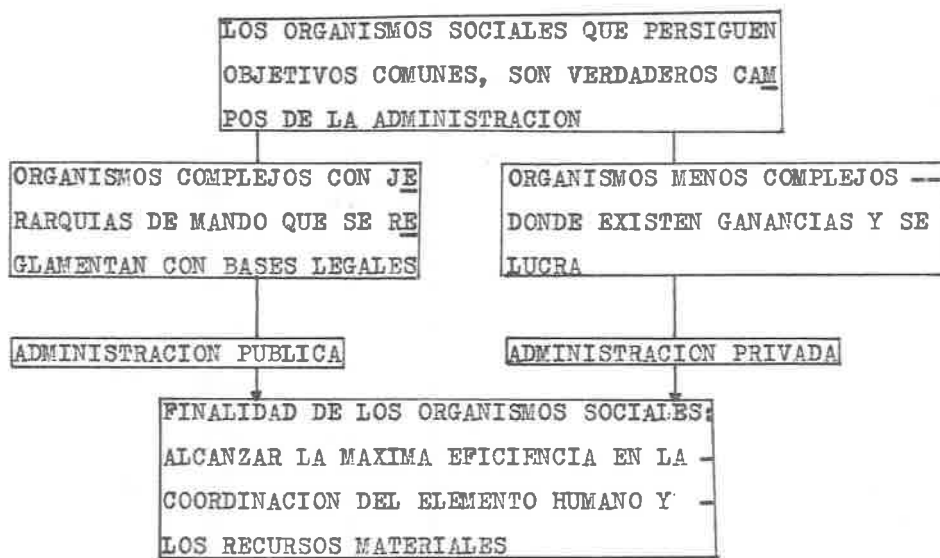 LOS ORGANISMOS SOCIALES QUE PERSIGUEN
OBJETIVOS COMUNES, SON VERDADEROS CAM
POS DE LA ADMINISTRACION
ORGANISMOS COMPLEJOS CON JE
RARQUIAS DE MANDO QUE SE RE
GLAMENTAN CON BASES LEGALES
ORGANISMOS MENOS COMPLEJOS --
DONDE EXISTEN GANANCIAS Y SE
LUCRA
ADMINISTRACION PUBLICA
ADMINISTRACION PRIVADA
FINALIDAD DE LOS ORGANISMOS SOCIALES:
ALCANZAR LA MAXIMA EFICIENCIA EN LA -
COORDINACION DEL ELEMENTO HUMANO Y -
LOS RECURSOS MATERIALES